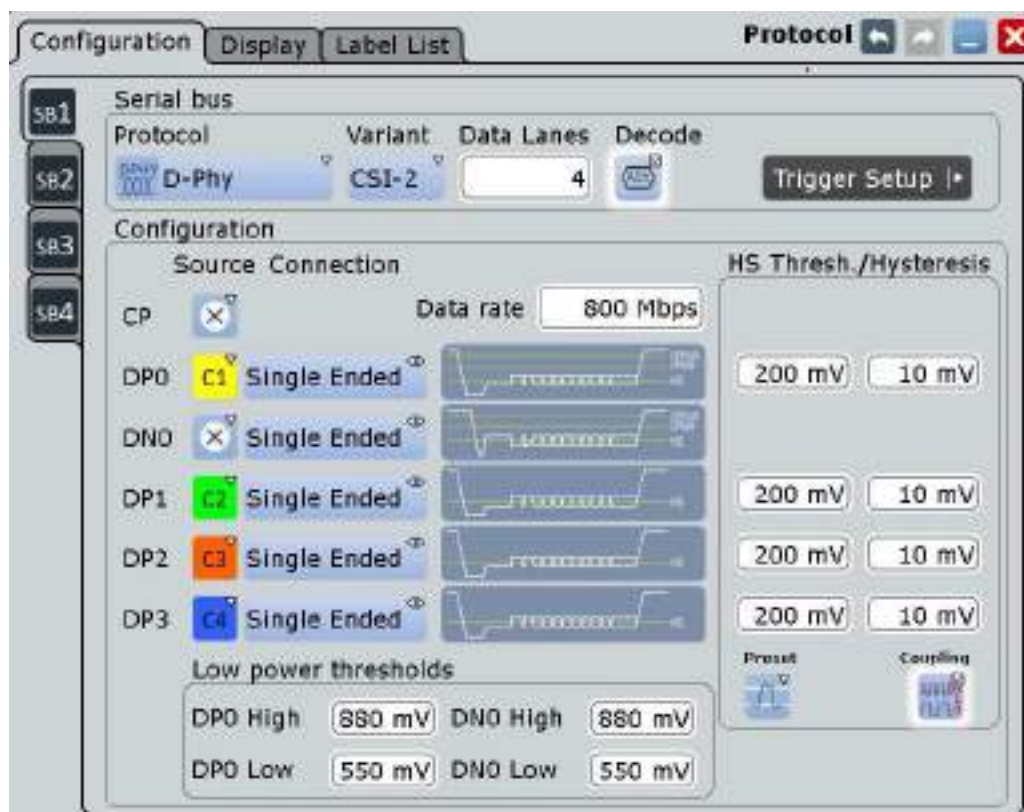 Configuration Display Label List Protocol
SB1
SB2
SB3
SB4
Serial bus
Protocol Variant Data Lanes Decode
D-Phy CSI-2 4 Trigger Setup
Configuration
Source Connection HS Thresh./Hysteresis
CP Data rate 800 Mbps
DP0 C1 Single Ended 200 mV 10 mV
DN0 Single Ended
DP1 C2 Single Ended 200 mV 10 mV
DP2 C3 Single Ended 200 mV 10 mV
DP3 C4 Single Ended 200 mV 10 mV
Preset Coupling
Low power thresholds
DP0 High 880 mV DN0 High 880 mV
DP0 Low 550 mV DN0 Low 550 mV